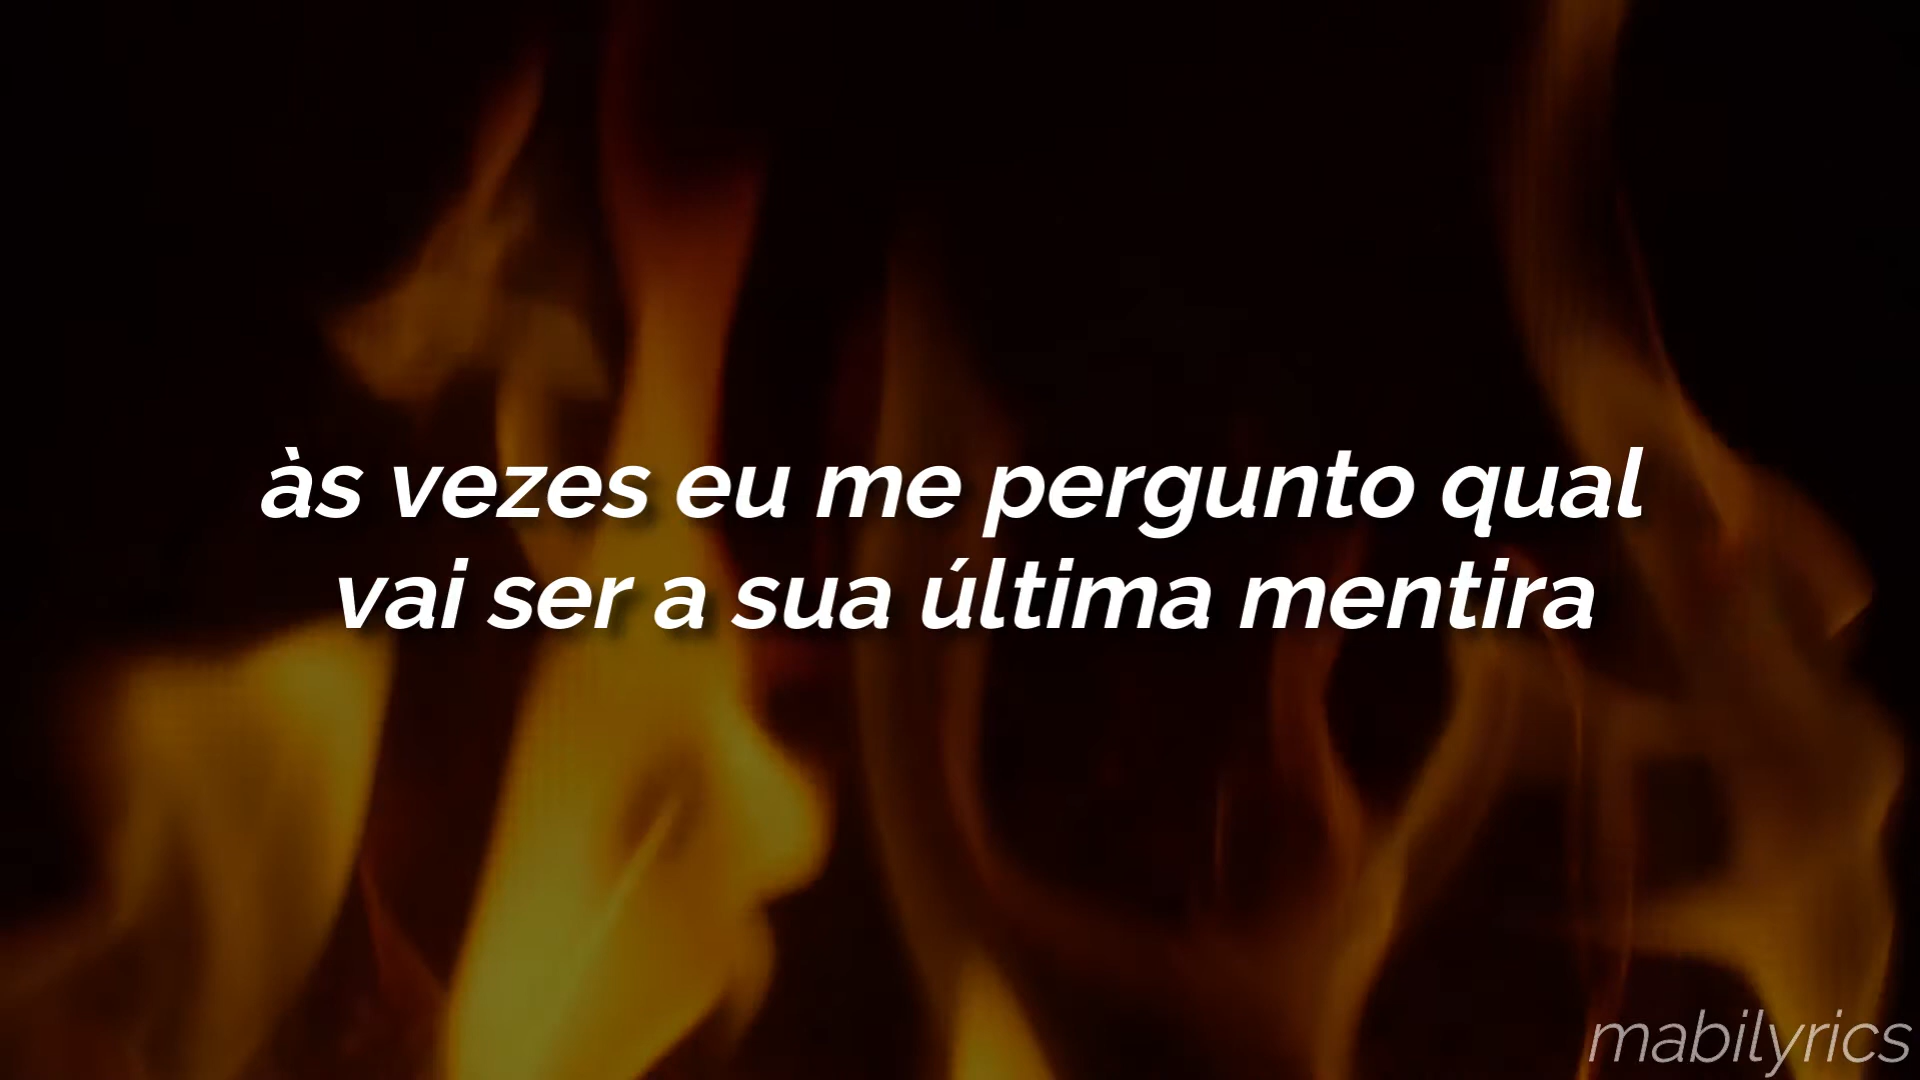 às vezes eu me pergunto qual
vai ser a sua última mentira
mabilyrics